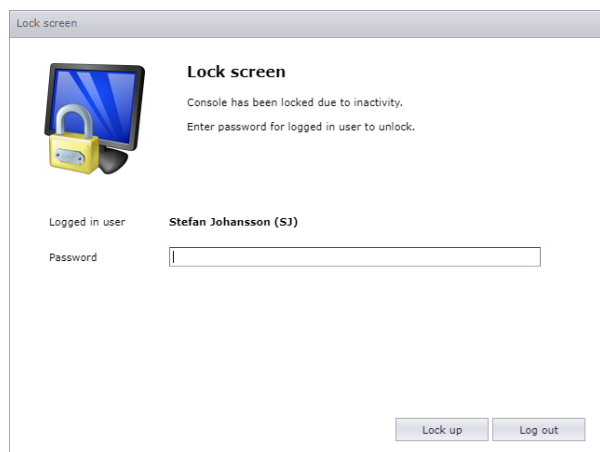 Lock screen
Lock screen
Console has been locked due to inactivity.
Enter password for logged in user to unlock.
Logged in user Stefan Johansson (SJ)
Password
Lock up Log out